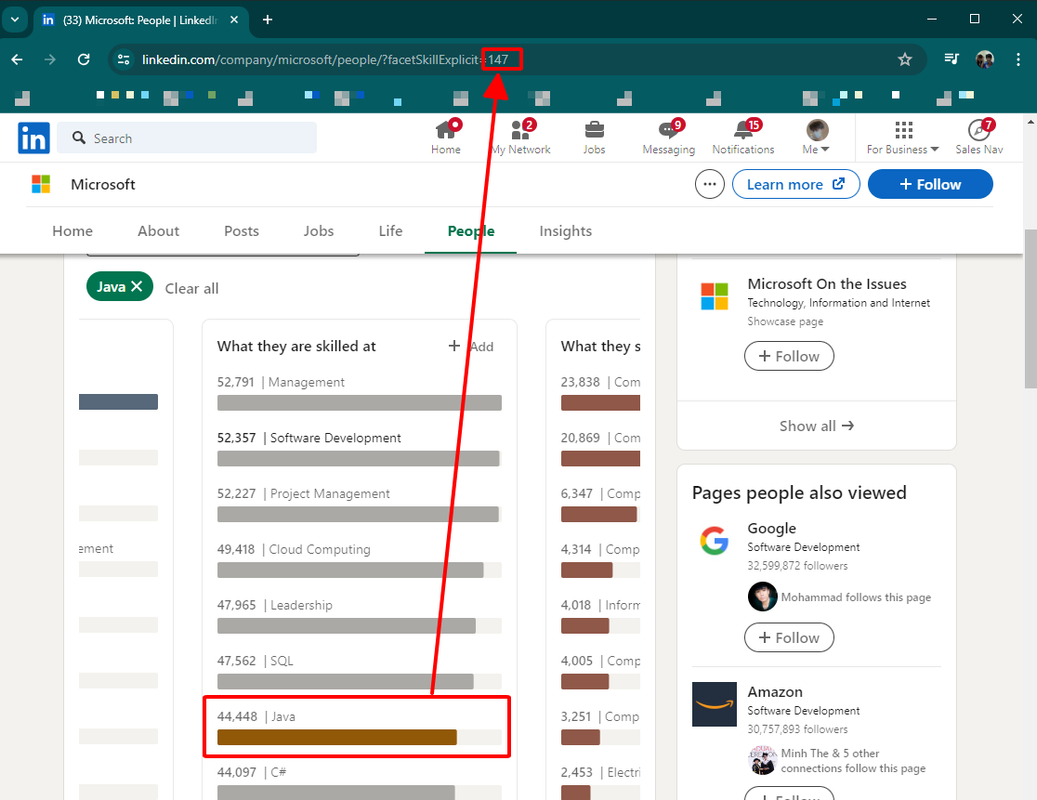 (33) Microsoft: People | LinkedIn
linkedin.com/company/microsoft/people/?facetSkillExplicit=147
in
Search
Home
2
My Network
Jobs
9
Messaging
15
Notifications
Me
For Business
7
Sales Nav
Microsoft
Learn more
+ Follow
Home
About
Posts
Jobs
Life
People
Insights
Java ✕
Clear all
ement
What they are skilled at
+ Add
52,791 | Management
52,357 | Software Development
52,227 | Project Management
49,418 | Cloud Computing
47,965 | Leadership
47,562 | SQL
44,448 | Java
44,097 | C#
What they s
23,838 | Com
20,869 | Com
6,347 | Comp
4,314 | Comp
4,018 | Inform
4,005 | Comp
3,251 | Comp
2,453 | Electri
Microsoft On the Issues
Technology, Information and Internet
Showcase page
+ Follow
Show all →
Pages people also viewed
Google
Software Development
32,599,872 followers
Mohammad follows this page
+ Follow
Amazon
Software Development
30,757,893 followers
Minh The & 5 other
connections follow this page
+ Follow